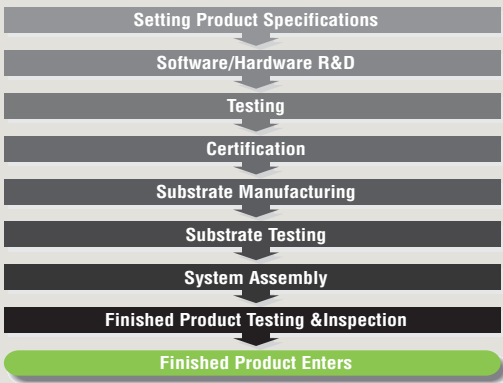 Setting Product Specifications
Software/Hardware R&D
Testing
Certification
Substrate Manufacturing
Substrate Testing
System Assembly
Finished Product Testing &Inspection
Finished Product Enters